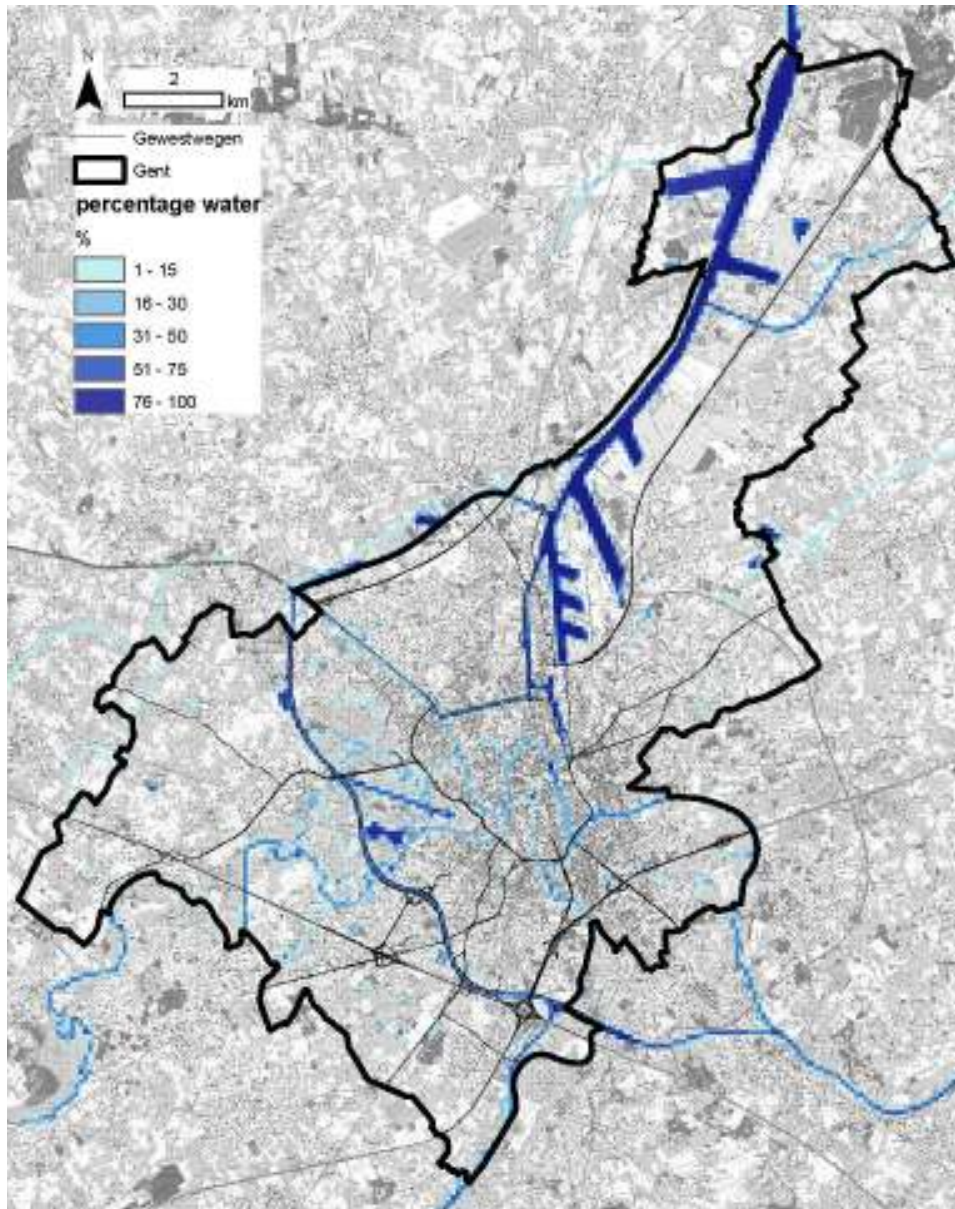 N
2
km
Gewestwegen
Gent
percentage water
%
1 - 15
16 - 30
31 - 50
51 - 75
76 - 100